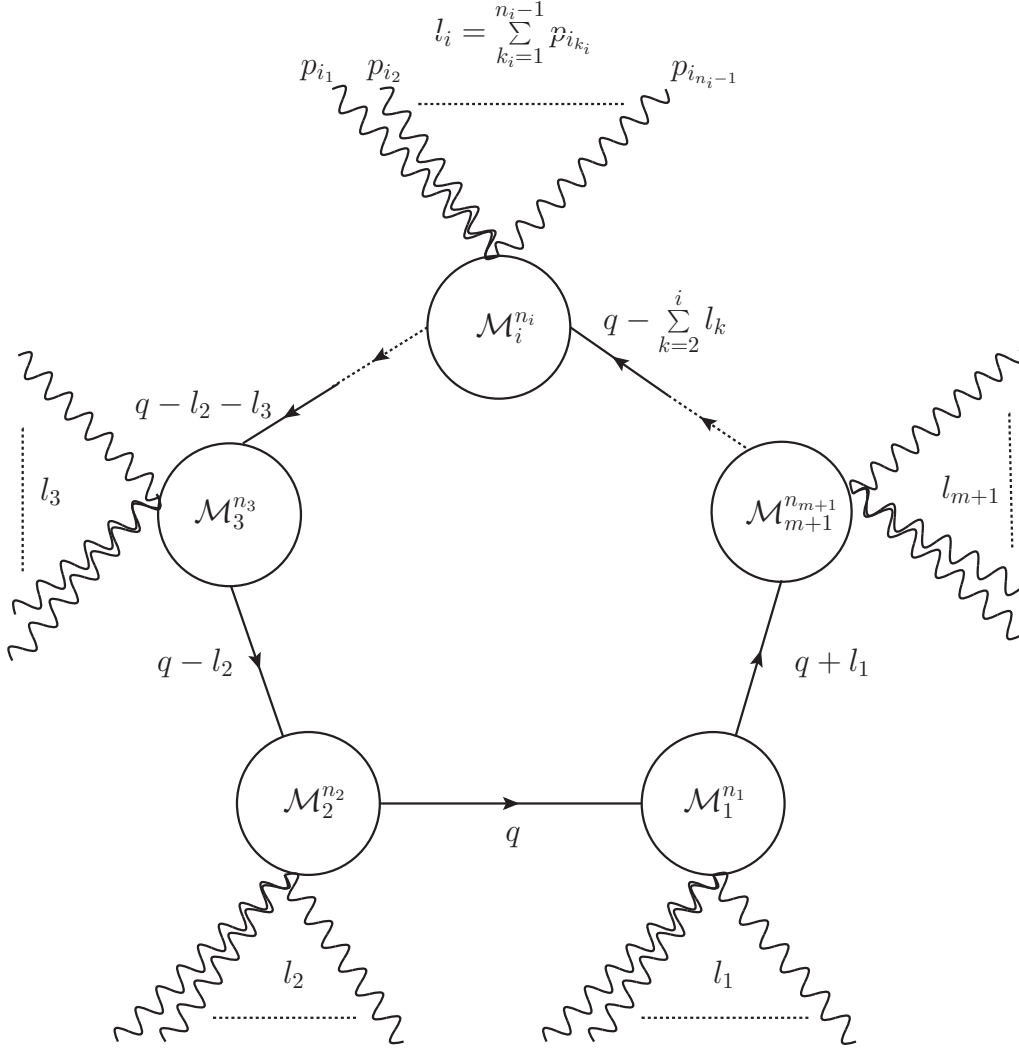 l_i = \sum_{k_i=1}^{n_i-1} p_{i_{k_i}}
p_{i_1} p_{i_2} p_{i_{n_i-1}}
\mathcal{M}_i^{n_i}
q - \sum_{k=2}^{i} l_k
q - l_2 - l_3
l_3
\mathcal{M}_3^{n_3}
\mathcal{M}_{m+1}^{n_{m+1}}
l_{m+1}
q - l_2
q + l_1
\mathcal{M}_2^{n_2}
q
\mathcal{M}_1^{n_1}
l_2
l_1